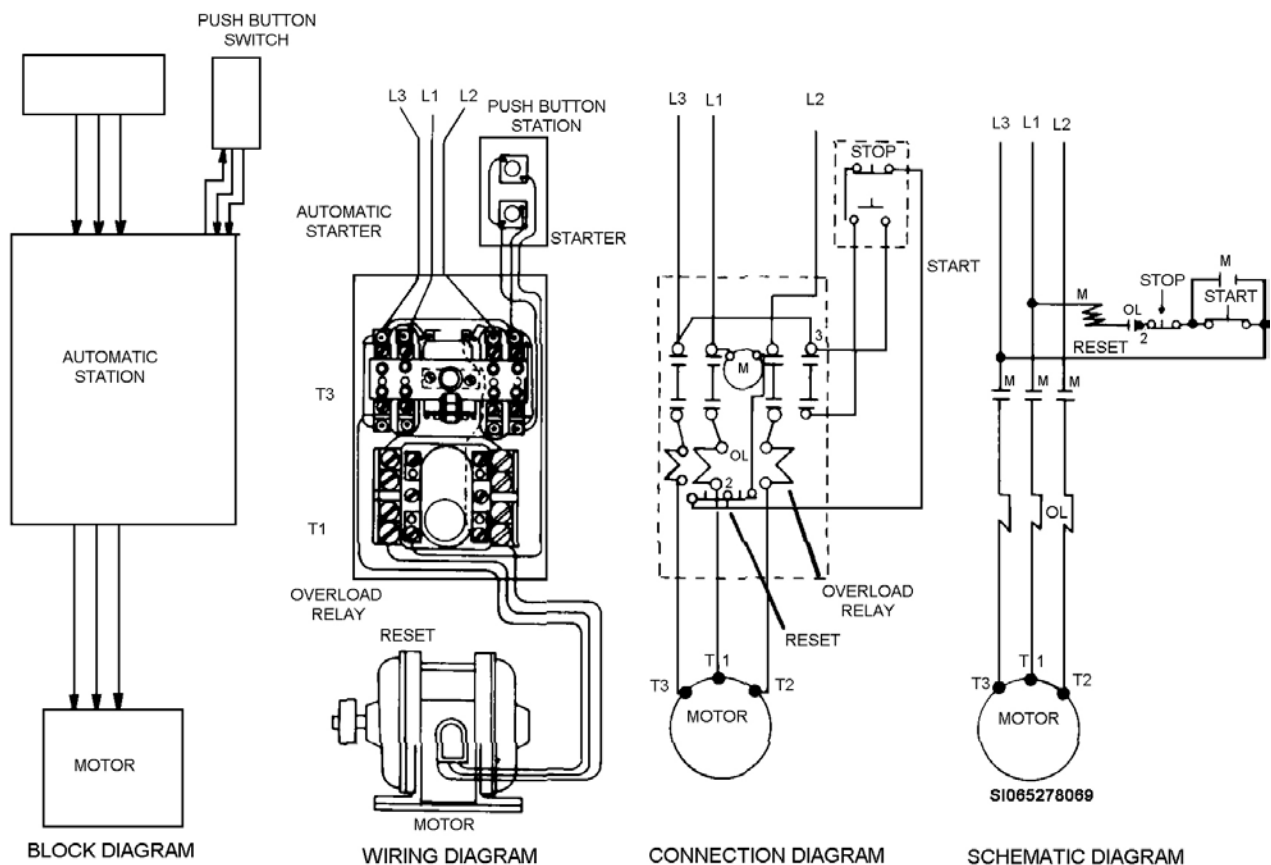 PUSH BUTTON
SWITCH
AUTOMATIC
STATION
MOTOR
BLOCK DIAGRAM
L3 L1 L2
PUSH BUTTON
STATION
AUTOMATIC
STARTER
STARTER
T3
T1
OVERLOAD
RELAY
RESET
MOTOR
WIRING DIAGRAM
L3 L1 L2
STOP
START
3
M
OL
2
OVERLOAD
RELAY
RESET
T 1
T3 T2
MOTOR
CONNECTION DIAGRAM
L3 L1 L2
M
STOP
M START
OL
2
RESET
M M M
OL
T 1
T3 T2
MOTOR
SI065278069
SCHEMATIC DIAGRAM